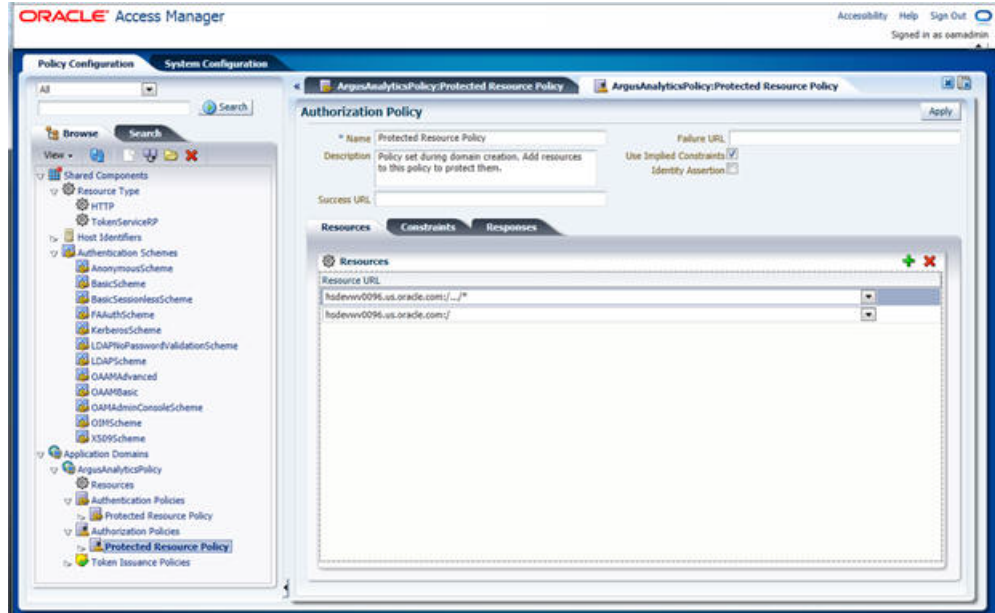 ORACLE Access Manager
Accessibility Help Sign Out
Signed in as oamadmin
Policy Configuration System Configuration
All
Search
Browse Search
View
Shared Components
Resource Type
HTTP
TokenServiceRP
Host Identifiers
Authentication Schemes
AnonymousScheme
BasicScheme
BasicSessionlessScheme
FAAuthScheme
KerberosScheme
LDAPNoPasswordValidationScheme
LDAPScheme
OAAMAdvanced
OAAMBasic
OAMAdminConsoleScheme
OIMScheme
X509Scheme
Application Domains
ArgusAnalyticsPolicy
Resources
Authentication Policies
Protected Resource Policy
Authorization Policies
Protected Resource Policy
Token Issuance Policies
ArgusAnalyticsPolicy:Protected Resource Policy ArgusAnalyticsPolicy:Protected Resource Policy
Authorization Policy Apply
* Name Protected Resource Policy Failure URL
Description Policy set during domain creation. Add resources Use Implied Constraints
to this policy to protect them. Identity Assertion
Success URL
Resources Constraints Responses
Resources
Resource URL
hsdevwv0096.us.oracle.com:/.../*
hsdevwv0096.us.oracle.com:/